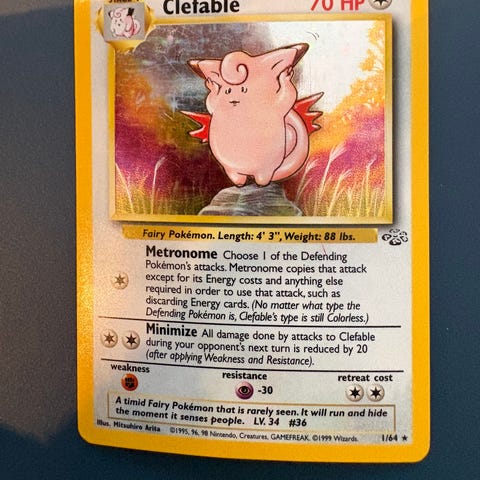 Clefable 70 HP
Fairy Pokémon. Length: 4' 3", Weight: 88 lbs.
Metronome Choose 1 of the Defending
Pokémon's attacks. Metronome copies that attack
except for its Energy costs and anything else
required in order to use that attack, such as
discarding Energy cards. (No matter what type the
Defending Pokémon is, Clefable's type is still Colorless.)
Minimize All damage done by attacks to Clefable
during your opponent's next turn is reduced by 20
(after applying Weakness and Resistance).
weakness resistance retreat cost
-30
A timid Fairy Pokémon that is rarely seen. It will run and hide
the moment it senses people. LV. 34 #36
Illus. Mitsuhiro Arita ©1995, 96, 98 Nintendo, Creatures, GAMEFREAK. ©1999 Wizards. 1/64 ★